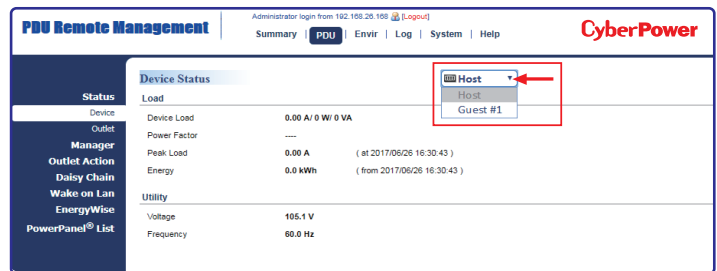 PDU Remote Management
Administrator login from 192.168.26.168 [Logout]
Summary | PDU | Envir | Log | System | Help
CyberPower
Device Status
Host
Host
Guest #1
Status
Device
Outlet
Manager
Outlet Action
Daisy Chain
Wake on Lan
EnergyWise
PowerPanel® List
Load
Device Load 0.00 A/ 0 W/ 0 VA
Power Factor ----
Peak Load 0.00 A ( at 2017/06/26 16:30:43 )
Energy 0.0 kWh ( from 2017/06/26 16:30:43 )
Utility
Voltage 105.1 V
Frequency 60.0 Hz